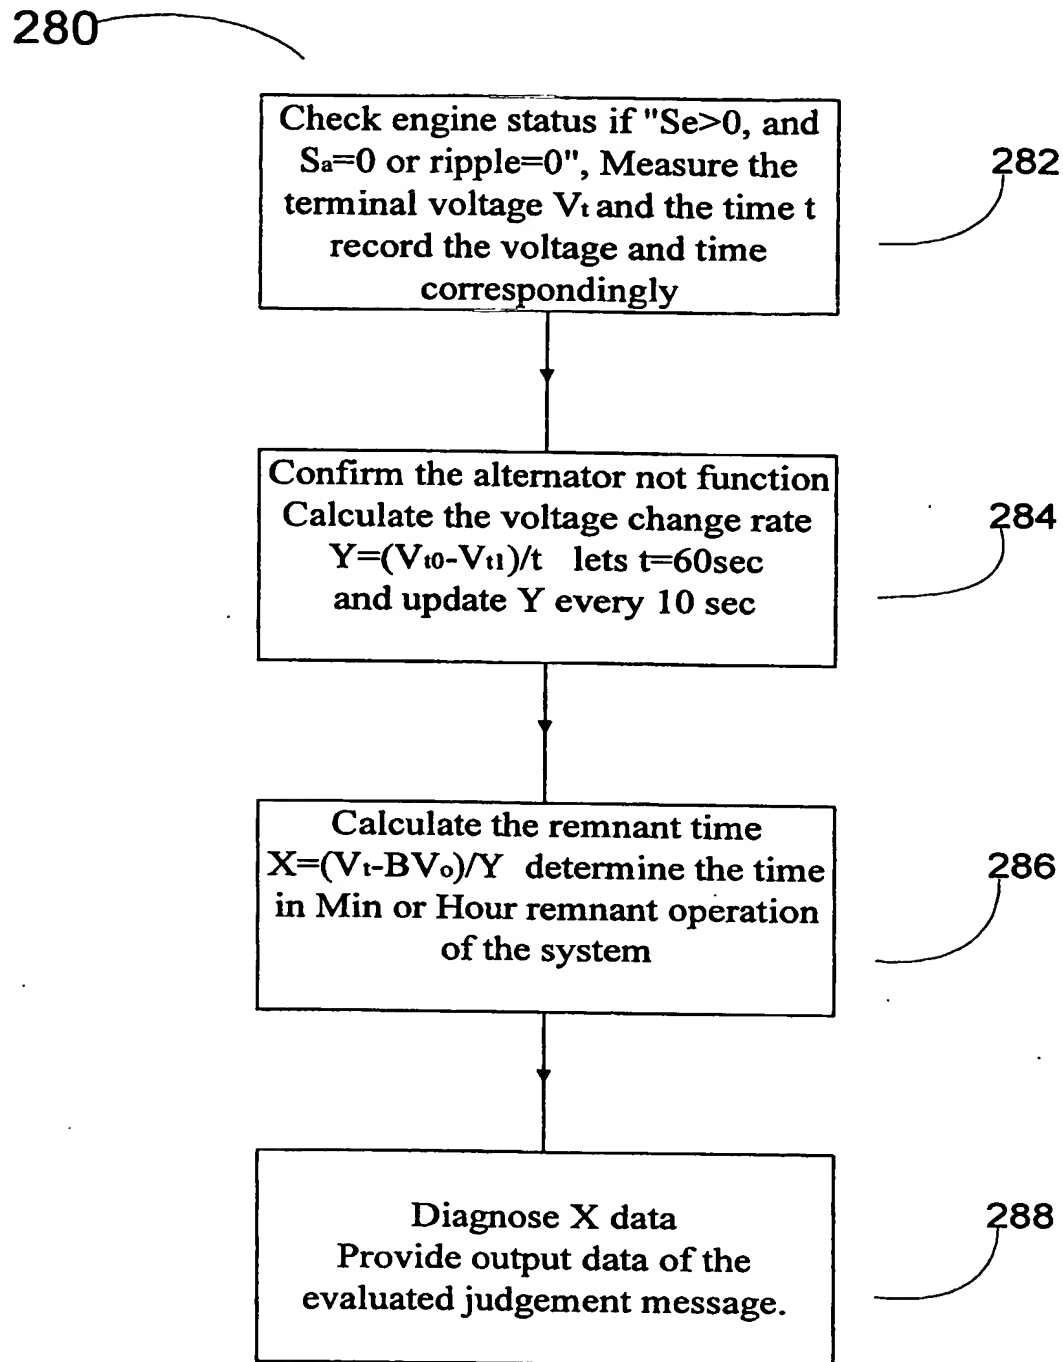 280
Check engine status if "Se>0, and
Sa=0 or ripple=0", Measure the
terminal voltage Vt and the time t
record the voltage and time
correspondingly
282
Confirm the alternator not function
Calculate the voltage change rate
Y=(Vt0-Vt1)/t lets t=60sec
and update Y every 10 sec
284
Calculate the remnant time
X=(Vt-BVo)/Y determine the time
in Min or Hour remnant operation
of the system
286
Diagnose X data
Provide output data of the
evaluated judgement message.
288